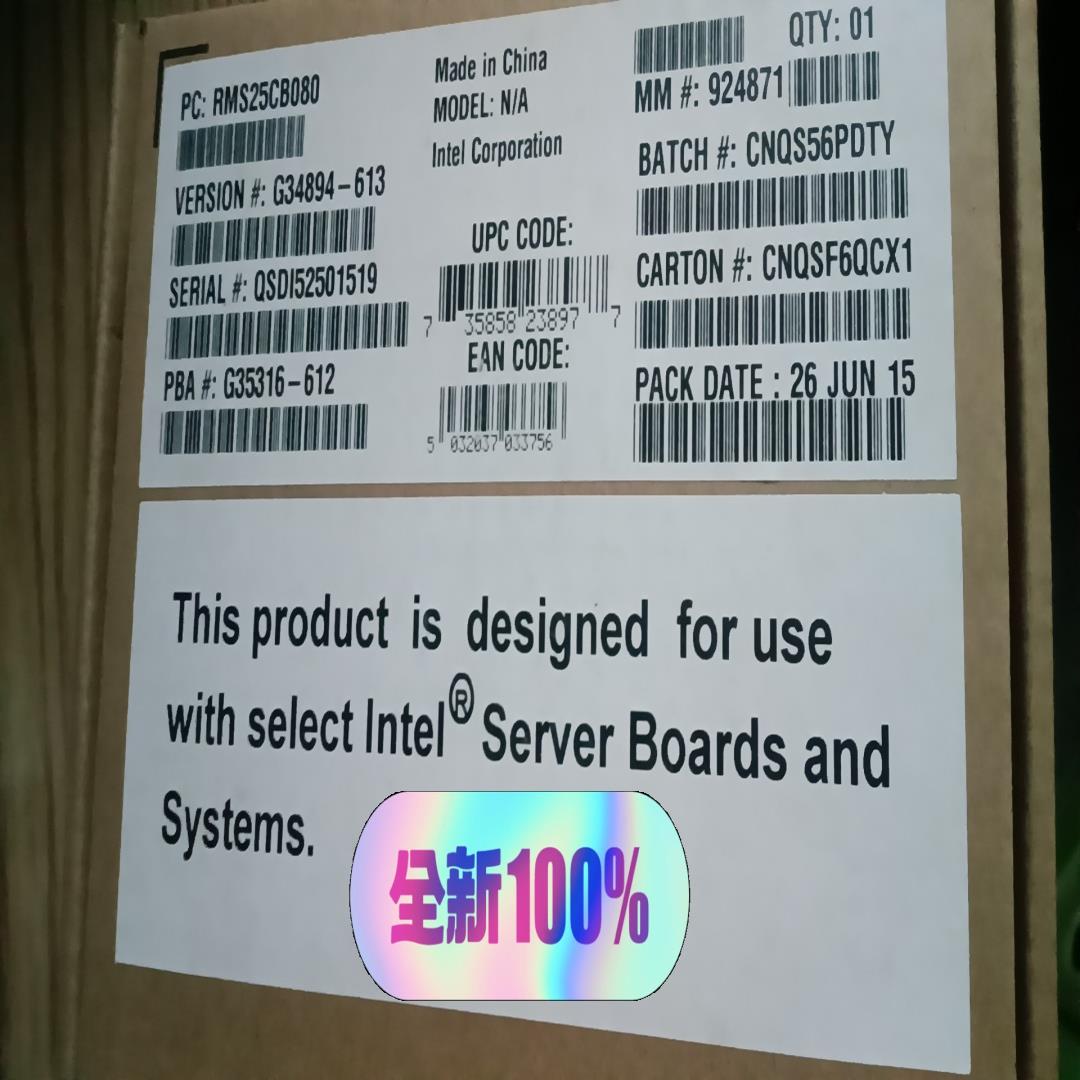 PC: RMS25CB080
VERSION #: G34894-613
SERIAL #: QSDI52501519
PBA #: G35316-612
Made in China
MODEL: N/A
Intel Corporation
UPC CODE:
7 35858 23897 7
EAN CODE:
5 032037 033756
QTY: 01
MM #: 924871
BATCH #: CNQS56PDTY
CARTON #: CNQSF6QCX1
PACK DATE : 26 JUN 15
This product is designed for use
with select Intel® Server Boards and
Systems.
全新100%